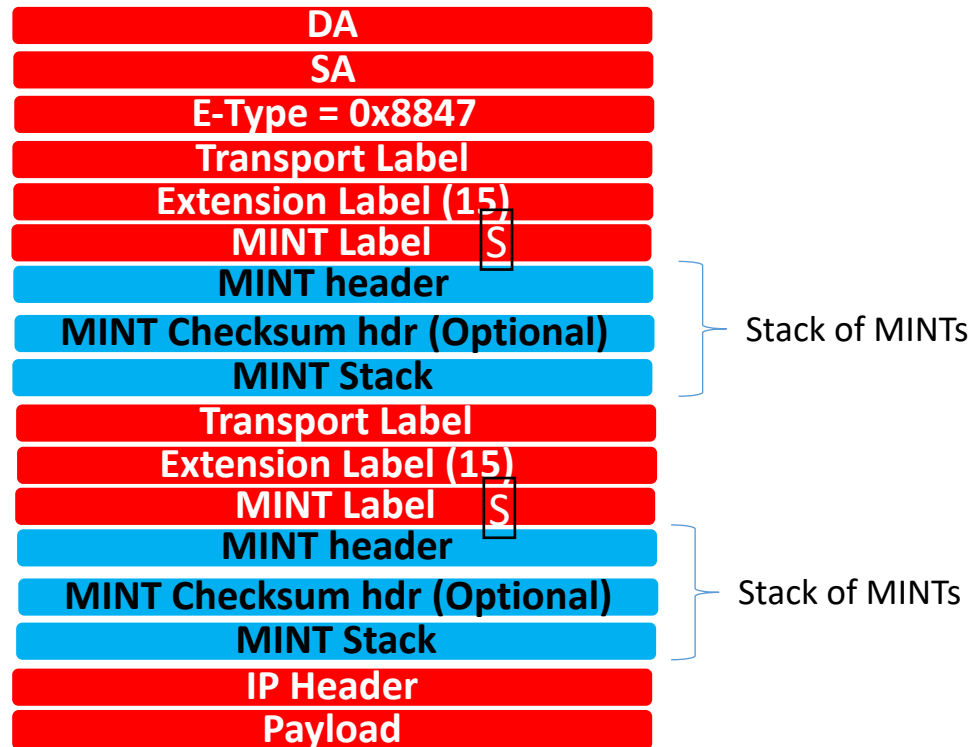 DA
SA
E-Type = 0x8847
Transport Label
Extension Label (15)
MINT Label S
MINT header
MINT Checksum hdr (Optional)
Stack of MINTs
MINT Stack
Transport Label
Extension Label (15)
MINT Label S
MINT header
MINT Checksum hdr (Optional)
Stack of MINTs
MINT Stack
IP Header
Payload